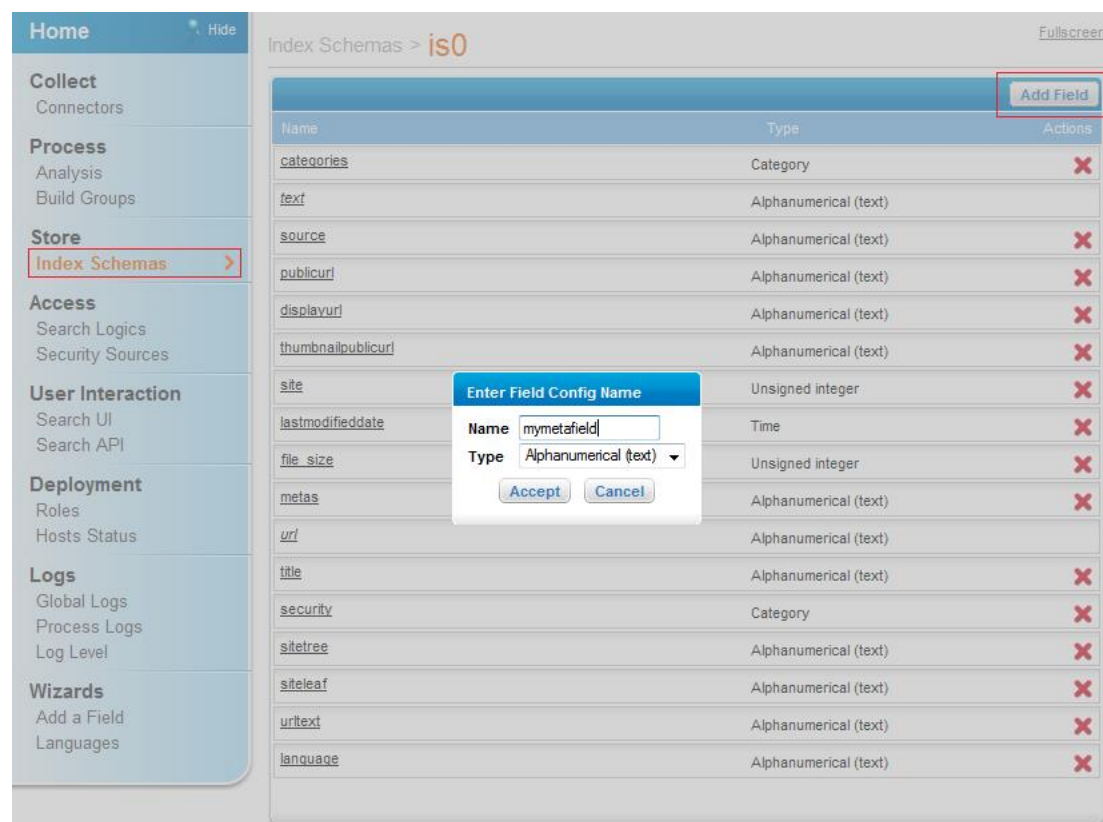 Home
Hide
Collect
Connectors
Process
Analysis
Build Groups
Store
Index Schemas
Access
Search Logics
Security Sources
User Interaction
Search UI
Search API
Deployment
Roles
Hosts Status
Logs
Global Logs
Process Logs
Log Level
Wizards
Add a Field
Languages
Index Schemas > is0
Fullscreen
Add Field
Name Type Actions
categories Category
text Alphanumerical (text)
source Alphanumerical (text)
publicurl Alphanumerical (text)
displayurl Alphanumerical (text)
thumbnailpublicurl Alphanumerical (text)
site Unsigned integer
lastmodifieddate Time
file_size Unsigned integer
metas Alphanumerical (text)
url Alphanumerical (text)
title Alphanumerical (text)
security Category
sitetree Alphanumerical (text)
siteleaf Alphanumerical (text)
urltext Alphanumerical (text)
language Alphanumerical (text)
Enter Field Config Name
Name mymetafield
Type Alphanumerical (text)
Accept Cancel